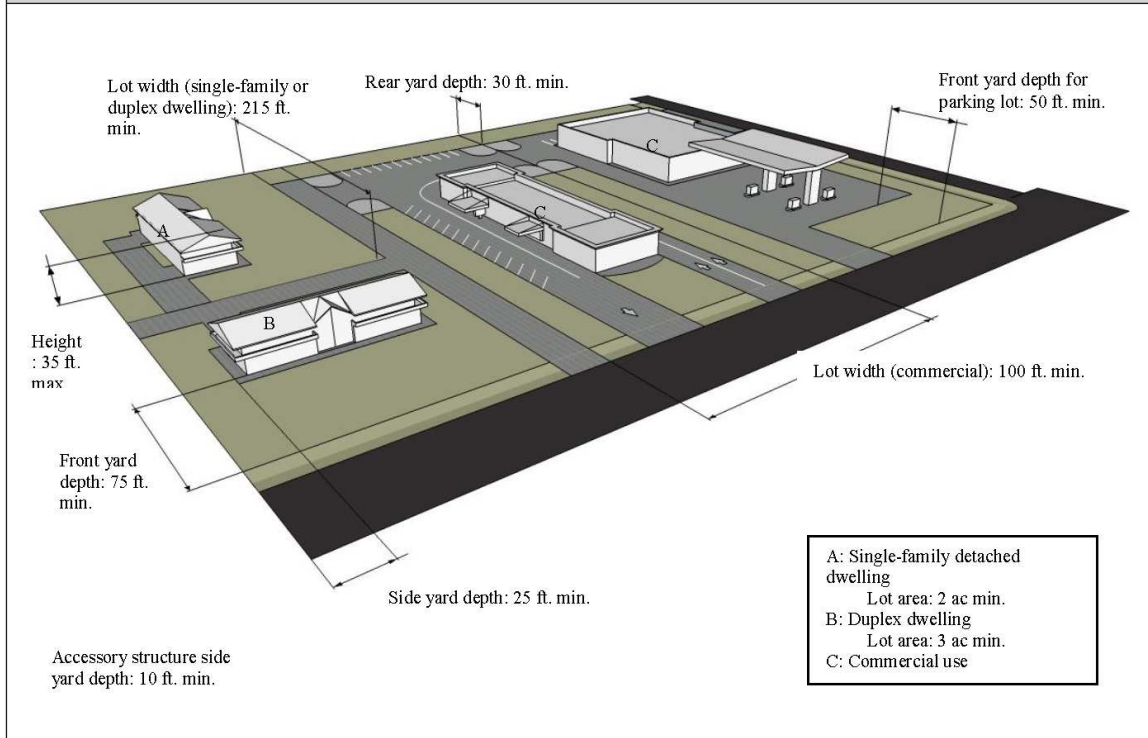 Lot width (single-family or
duplex dwelling): 215 ft.
min.
Rear yard depth: 30 ft. min.
Front yard depth for
parking lot: 50 ft. min.
C
C
A
B
Height
: 35 ft.
max
Lot width (commercial): 100 ft. min.
Front yard
depth: 75 ft.
min.
Side yard depth: 25 ft. min.
Accessory structure side
yard depth: 10 ft. min.
A: Single-family detached
dwelling
Lot area: 2 ac min.
B: Duplex dwelling
Lot area: 3 ac min.
C: Commercial use